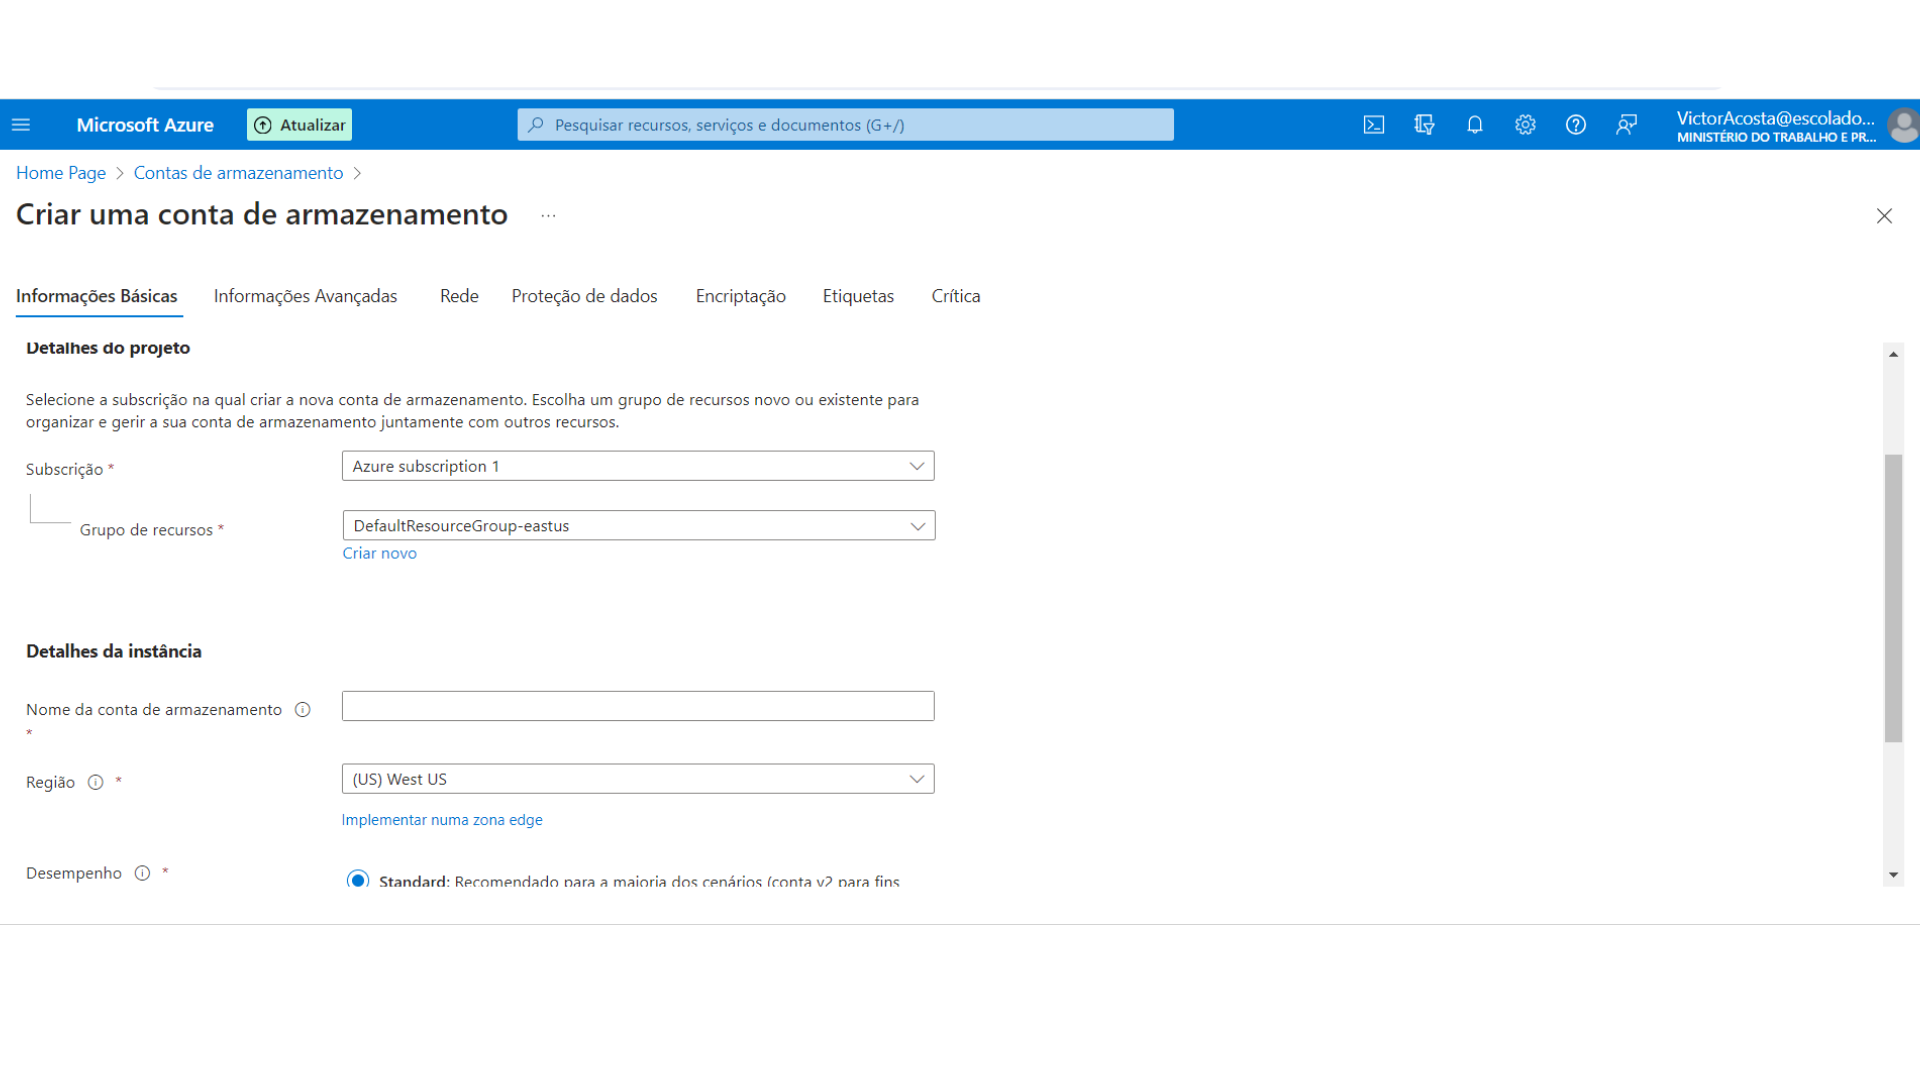 Microsoft Azure
Atualizar
Pesquisar recursos, serviços e documentos (G+/)
VictorAcosta@escolado...
MINISTÉRIO DO TRABALHO E PR...
Home Page > Contas de armazenamento >
Criar uma conta de armazenamento ...
Informações Básicas Informações Avançadas Rede Proteção de dados Encriptação Etiquetas Crítica
Detalhes do projeto
Selecione a subscrição na qual criar a nova conta de armazenamento. Escolha um grupo de recursos novo ou existente para
organizar e gerir a sua conta de armazenamento juntamente com outros recursos.
Subscrição *
Azure subscription 1
Grupo de recursos *
DefaultResourceGroup-eastus
Criar novo
Detalhes da instância
Nome da conta de armazenamento
*
Região *
(US) West US
Implementar numa zona edge
Desempenho *
Standard: Recomendado para a maioria dos cenários (conta v2 para fins